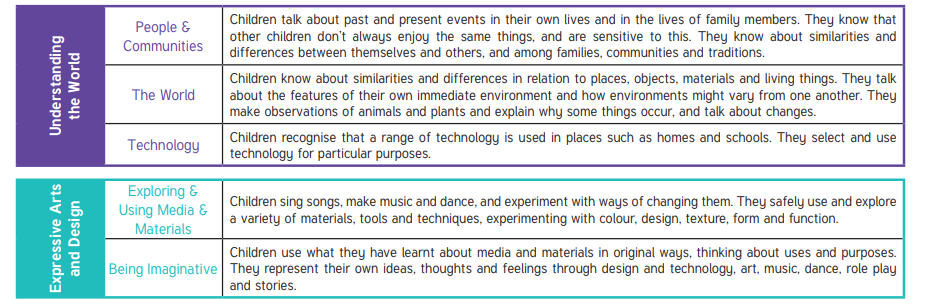 Understanding
the World
People &
Communities
Children talk about past and present events in their own lives and in the lives of family members. They know that
other children don't always enjoy the same things, and are sensitive to this. They know about similarities and
differences between themselves and others, and among families, communities and traditions.
The World
Children know about similarities and differences in relation to places, objects, materials and living things. They talk
about the features of their own immediate environment and how environments might vary from one another. They
make observations of animals and plants and explain why some things occur, and talk about changes.
Technology
Children recognise that a range of technology is used in places such as homes and schools. They select and use
technology for particular purposes.
Expressive Arts
and Design
Exploring &
Using Media &
Materials
Children sing songs, make music and dance, and experiment with ways of changing them. They safely use and explore
a variety of materials, tools and techniques, experimenting with colour, design, texture, form and function.
Being Imaginative
Children use what they have learnt about media and materials in original ways, thinking about uses and purposes.
They represent their own ideas, thoughts and feelings through design and technology, art, music, dance, role play
and stories.